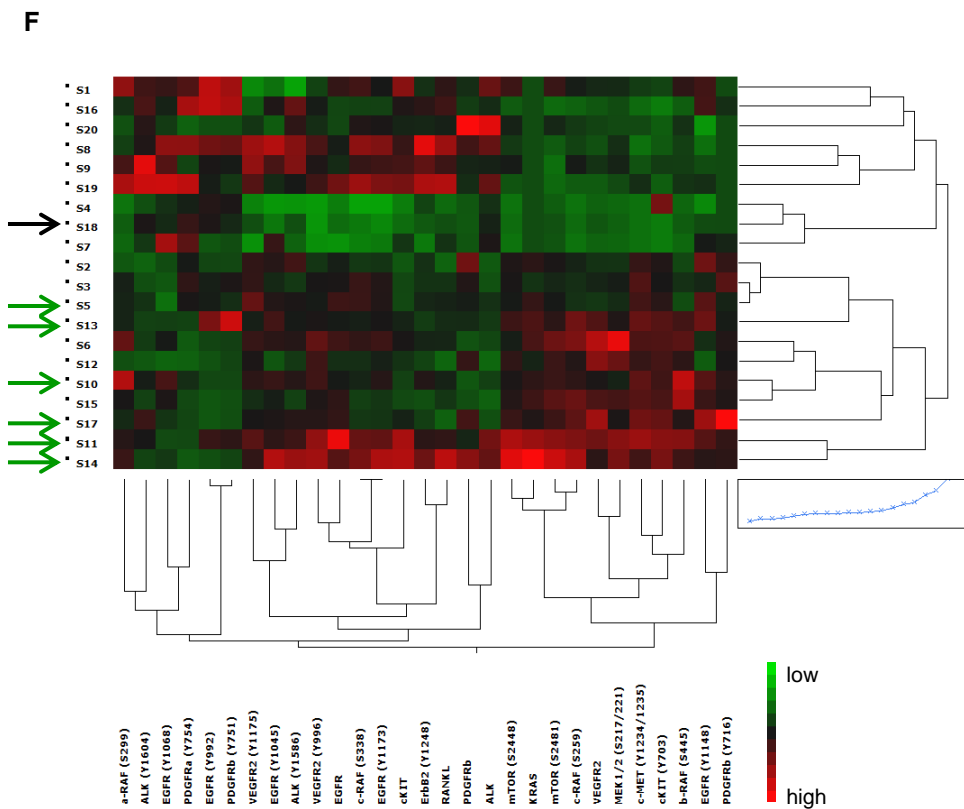 F
S1
S16
S20
S8
S9
S19
S4
S18
S7
S2
S3
S5
S13
S6
S12
S10
S15
S17
S11
S14
low
high
a-RAF (S299)
ALK (Y1604)
EGFR (Y1068)
PDGFRa (Y754)
EGFR (Y992)
PDGFRb (Y751)
VEGFR2 (Y1175)
EGFR (Y1045)
ALK (Y1586)
VEGFR2 (Y996)
EGFR
c-RAF (S338)
EGFR (Y1173)
cKIT
ErbB2 (Y1248)
RANKL
PDGFRb
ALK
mTOR (S2448)
KRAS
mTOR (S2481)
c-RAF (S259)
VEGFR2
MEK1/2 (S217/221)
c-MET (Y1234/1235)
cKIT (Y703)
b-RAF (S445)
EGFR (Y1148)
PDGFRb (Y716)